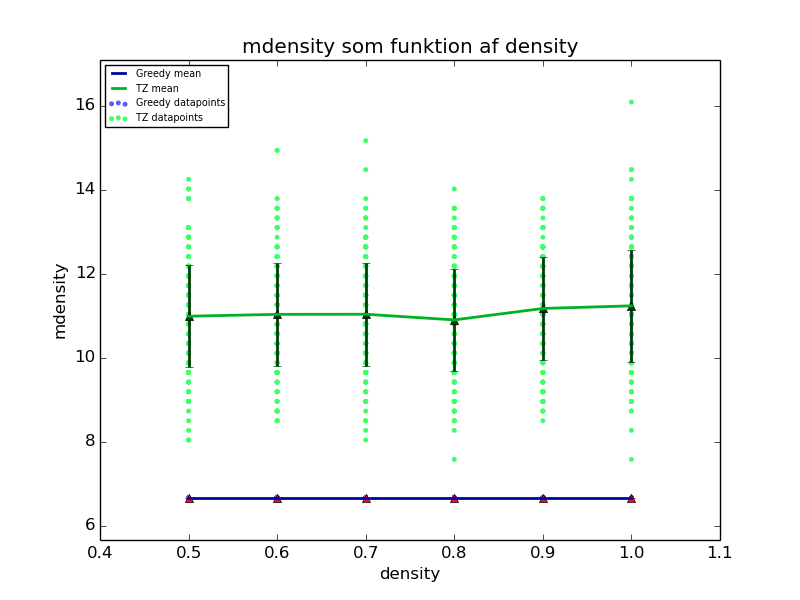 mdensity som funktion af density
Greedy mean
TZ mean
Greedy datapoints
TZ datapoints
16
14
12
10
8
6
mdensity
0.4 0.5 0.6 0.7 0.8 0.9 1.0 1.1
density